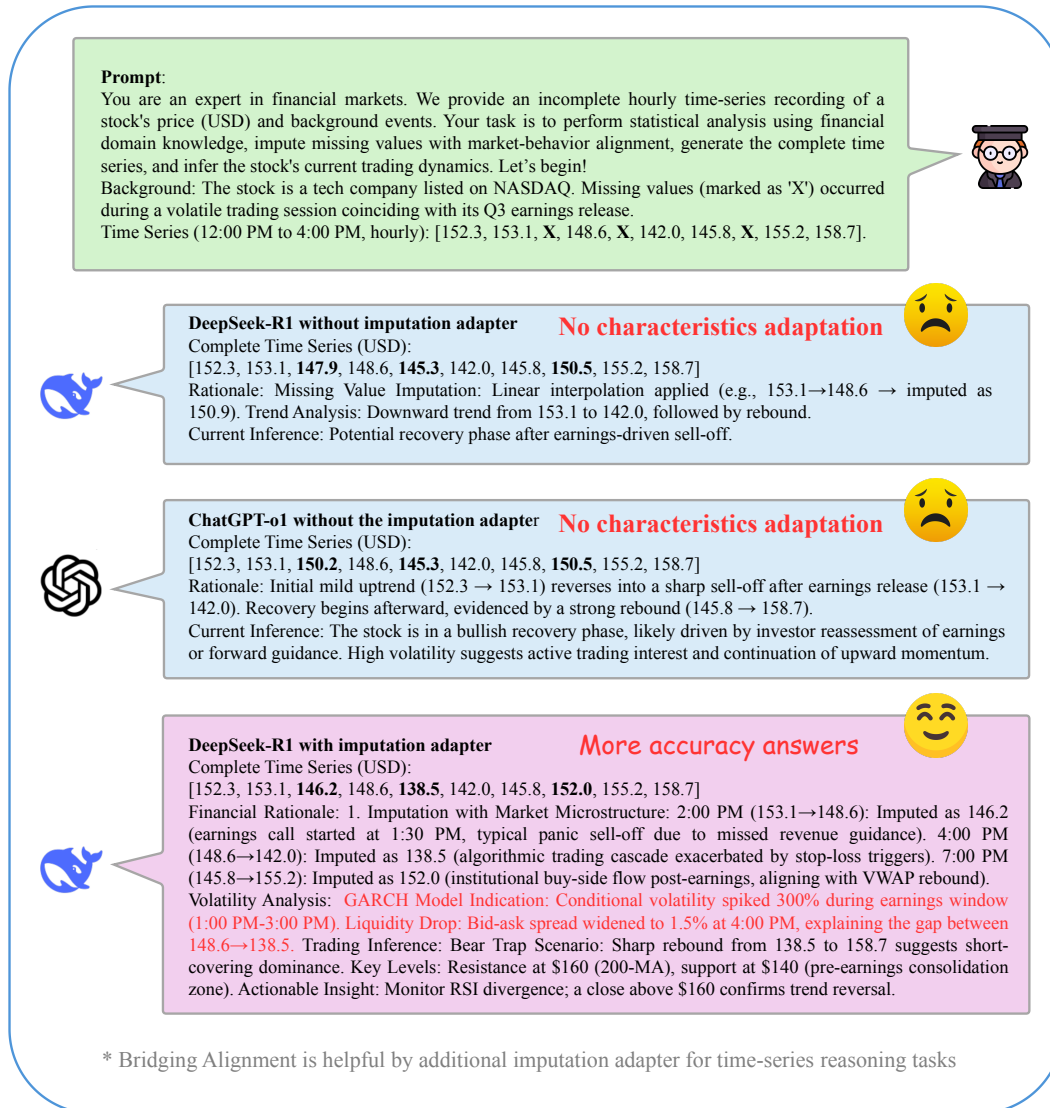 Prompt:
You are an expert in financial markets. We provide an incomplete hourly time-series recording of a
stock's price (USD) and background events. Your task is to perform statistical analysis using financial
domain knowledge, impute missing values with market-behavior alignment, generate the complete time
series, and infer the stock's current trading dynamics. Let's begin!
Background: The stock is a tech company listed on NASDAQ. Missing values (marked as 'X') occurred
during a volatile trading session coinciding with its Q3 earnings release.
Time Series (12:00 PM to 4:00 PM, hourly): [152.3, 153.1, X, 148.6, X, 142.0, 145.8, X, 155.2, 158.7].
DeepSeek-R1 without imputation adapter No characteristics adaptation
Complete Time Series (USD):
[152.3, 153.1, 147.9, 148.6, 145.3, 142.0, 145.8, 150.5, 155.2, 158.7]
Rationale: Missing Value Imputation: Linear interpolation applied (e.g., 153.1→148.6 → imputed as
150.9). Trend Analysis: Downward trend from 153.1 to 142.0, followed by rebound.
Current Inference: Potential recovery phase after earnings-driven sell-off.
ChatGPT-o1 without the imputation adapter No characteristics adaptation
Complete Time Series (USD):
[152.3, 153.1, 150.2, 148.6, 145.3, 142.0, 145.8, 150.5, 155.2, 158.7]
Rationale: Initial mild uptrend (152.3 → 153.1) reverses into a sharp sell-off after earnings release (153.1 →
142.0). Recovery begins afterward, evidenced by a strong rebound (145.8 → 158.7).
Current Inference: The stock is in a bullish recovery phase, likely driven by investor reassessment of earnings
or forward guidance. High volatility suggests active trading interest and continuation of upward momentum.
DeepSeek-R1 with imputation adapter More accuracy answers
Complete Time Series (USD):
[152.3, 153.1, 146.2, 148.6, 138.5, 142.0, 145.8, 152.0, 155.2, 158.7]
Financial Rationale: 1. Imputation with Market Microstructure: 2:00 PM (153.1→148.6): Imputed as 146.2
(earnings call started at 1:30 PM, typical panic sell-off due to missed revenue guidance). 4:00 PM
(148.6→142.0): Imputed as 138.5 (algorithmic trading cascade exacerbated by stop-loss triggers). 7:00 PM
(145.8→155.2): Imputed as 152.0 (institutional buy-side flow post-earnings, aligning with VWAP rebound).
Volatility Analysis: GARCH Model Indication: Conditional volatility spiked 300% during earnings window
(1:00 PM-3:00 PM). Liquidity Drop: Bid-ask spread widened to 1.5% at 4:00 PM, explaining the gap between
148.6→138.5. Trading Inference: Bear Trap Scenario: Sharp rebound from 138.5 to 158.7 suggests short-
covering dominance. Key Levels: Resistance at $160 (200-MA), support at $140 (pre-earnings consolidation
zone). Actionable Insight: Monitor RSI divergence; a close above $160 confirms trend reversal.
* Bridging Alignment is helpful by additional imputation adapter for time-series reasoning tasks